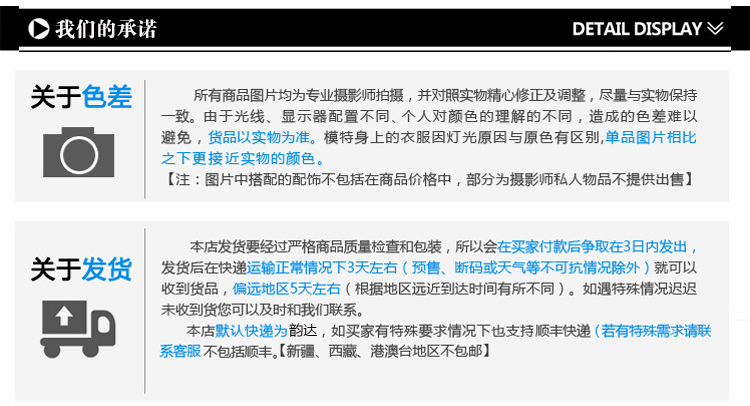 我们的承诺
DETAIL DISPLAY
关于色差
所有商品图片均为专业摄影师拍摄，并对照实物精心修正及调整，尽量与实物保持
一致。由于光线、显示器配置不同、个人对颜色的理解的不同，造成的色差难以
避免，货品以实物为准。模特身上的衣服因灯光原因与原色有区别,单品图片相比
之下更接近实物的颜色。
【注：图片中搭配的配饰不包括在商品价格中，部分为摄影师私人物品不提供出售】
关于发货
本店发货要经过严格商品质量检查和包装，所以会在买家付款后争取在3日内发出，
发货后在快递运输正常情况下3天左右（预售、断码或天气等不可抗情况除外）就可以
收到货品，偏远地区5天左右（根据地区远近到达时间有所不同）。如遇特殊情况迟迟
未收到货您可以及时和我们联系。
本店默认快递为韵达，如买家有特殊要求情况下也支持顺丰快递（若有特殊需求请联
系客服 不包括顺丰。【新疆、西藏、港澳台地区不包邮】